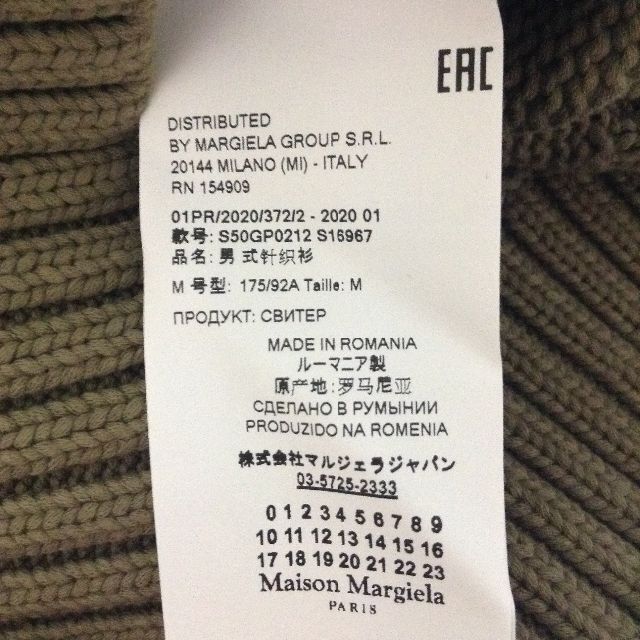 EAC
DISTRIBUTED
BY MARGIELA GROUP S.R.L.
20144 MILANO (MI) - ITALY
RN 154909
01PR/2020/372/2 - 2020 01
款号: S50GP0212 S16967
品名: 男式针织衫
M 号型: 175/92A Taille: M
ПРОДУКТ: СВИТЕР
MADE IN ROMANIA
ルーマニア製
原产地: 罗马尼亚
СДЕЛАНО В РУМЫНИИ
PRODUZIDO NA ROMENIA
株式会社マルジェラジャパン
03-5725-2333
0 1 2 3 4 5 6 7 8 9
10 11 12 13 14 15 16
17 18 19 20 21 22 23
Maison Margiela
PARIS